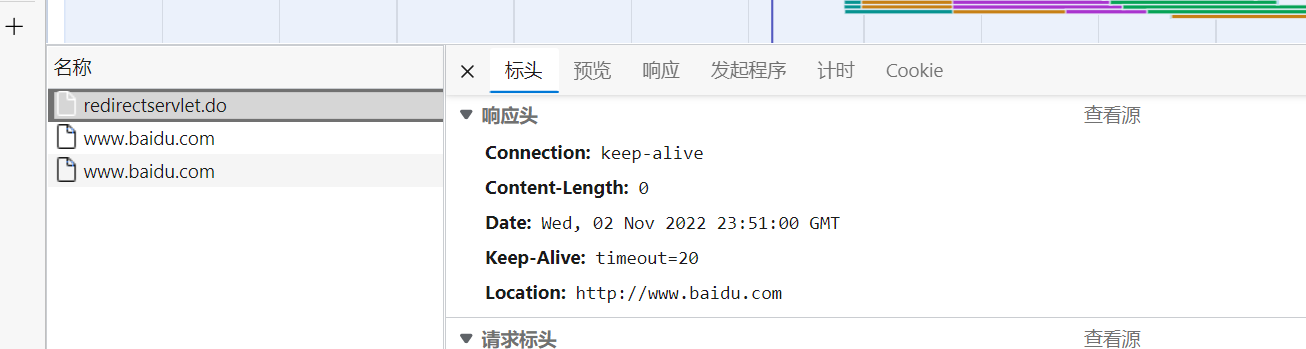 名称
redirectservlet.do
www.baidu.com
www.baidu.com
标头 预览 响应 发起程序 计时 Cookie
响应头 查看源
Connection: keep-alive
Content-Length: 0
Date: Wed, 02 Nov 2022 23:51:00 GMT
Keep-Alive: timeout=20
Location: http://www.baidu.com
请求标头 查看源